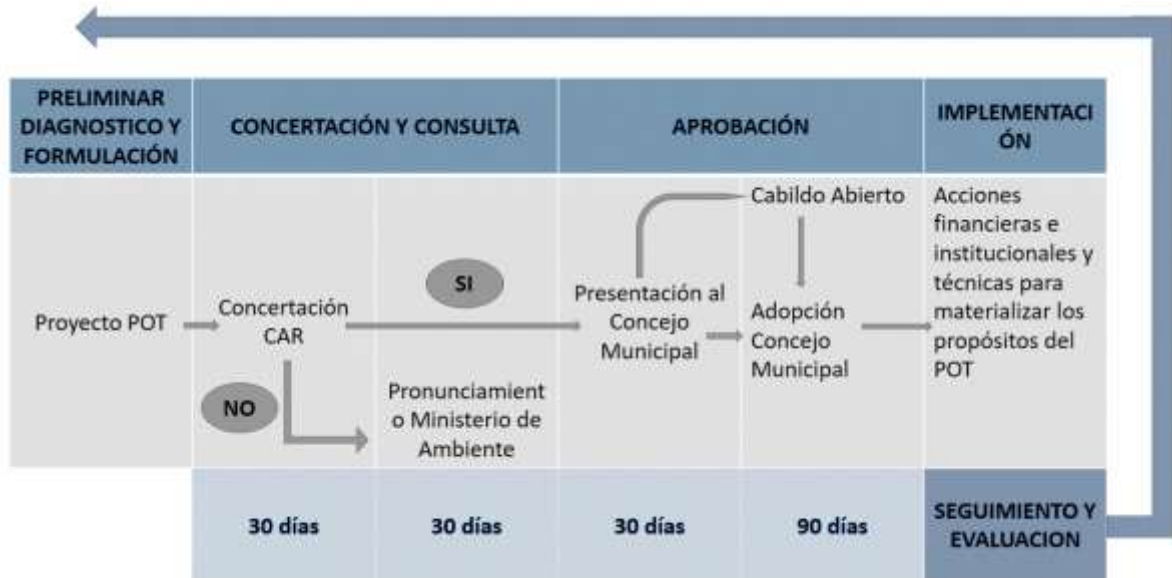 PRELIMINAR
DIAGNOSTICO Y
FORMULACIÓN
CONCERTACIÓN Y CONSULTA
APROBACIÓN
IMPLEMENTACI
ÓN
Proyecto POT
Concertación
CAR
SI
NO
Pronunciamient
o Ministerio de
Ambiente
Presentación al
Concejo
Municipal
Cabildo Abierto
Adopción
Concejo
Municipal
Acciones
financieras e
institucionales y
técnicas para
materializar los
propósitos del
POT
30 días
30 días
30 días
90 días
SEGUIMIENTO Y
EVALUACION